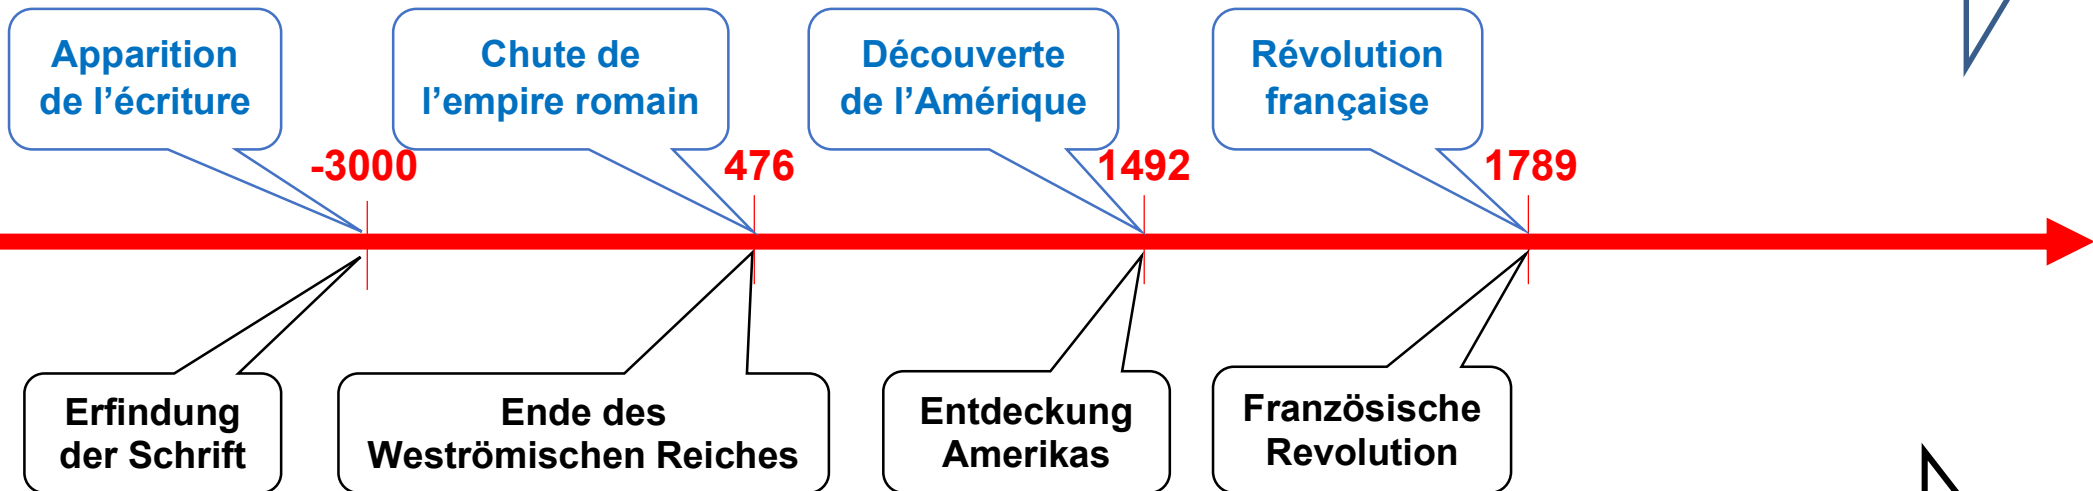 Apparition
de l’écriture
Chute de
l’empire romain
Découverte
de l’Amérique
Révolution
française
-3000
476
1492
1789
Erfindung
der Schrift
Ende des
Weströmischen Reiches
Entdeckung
Amerikas
Französische
Revolution